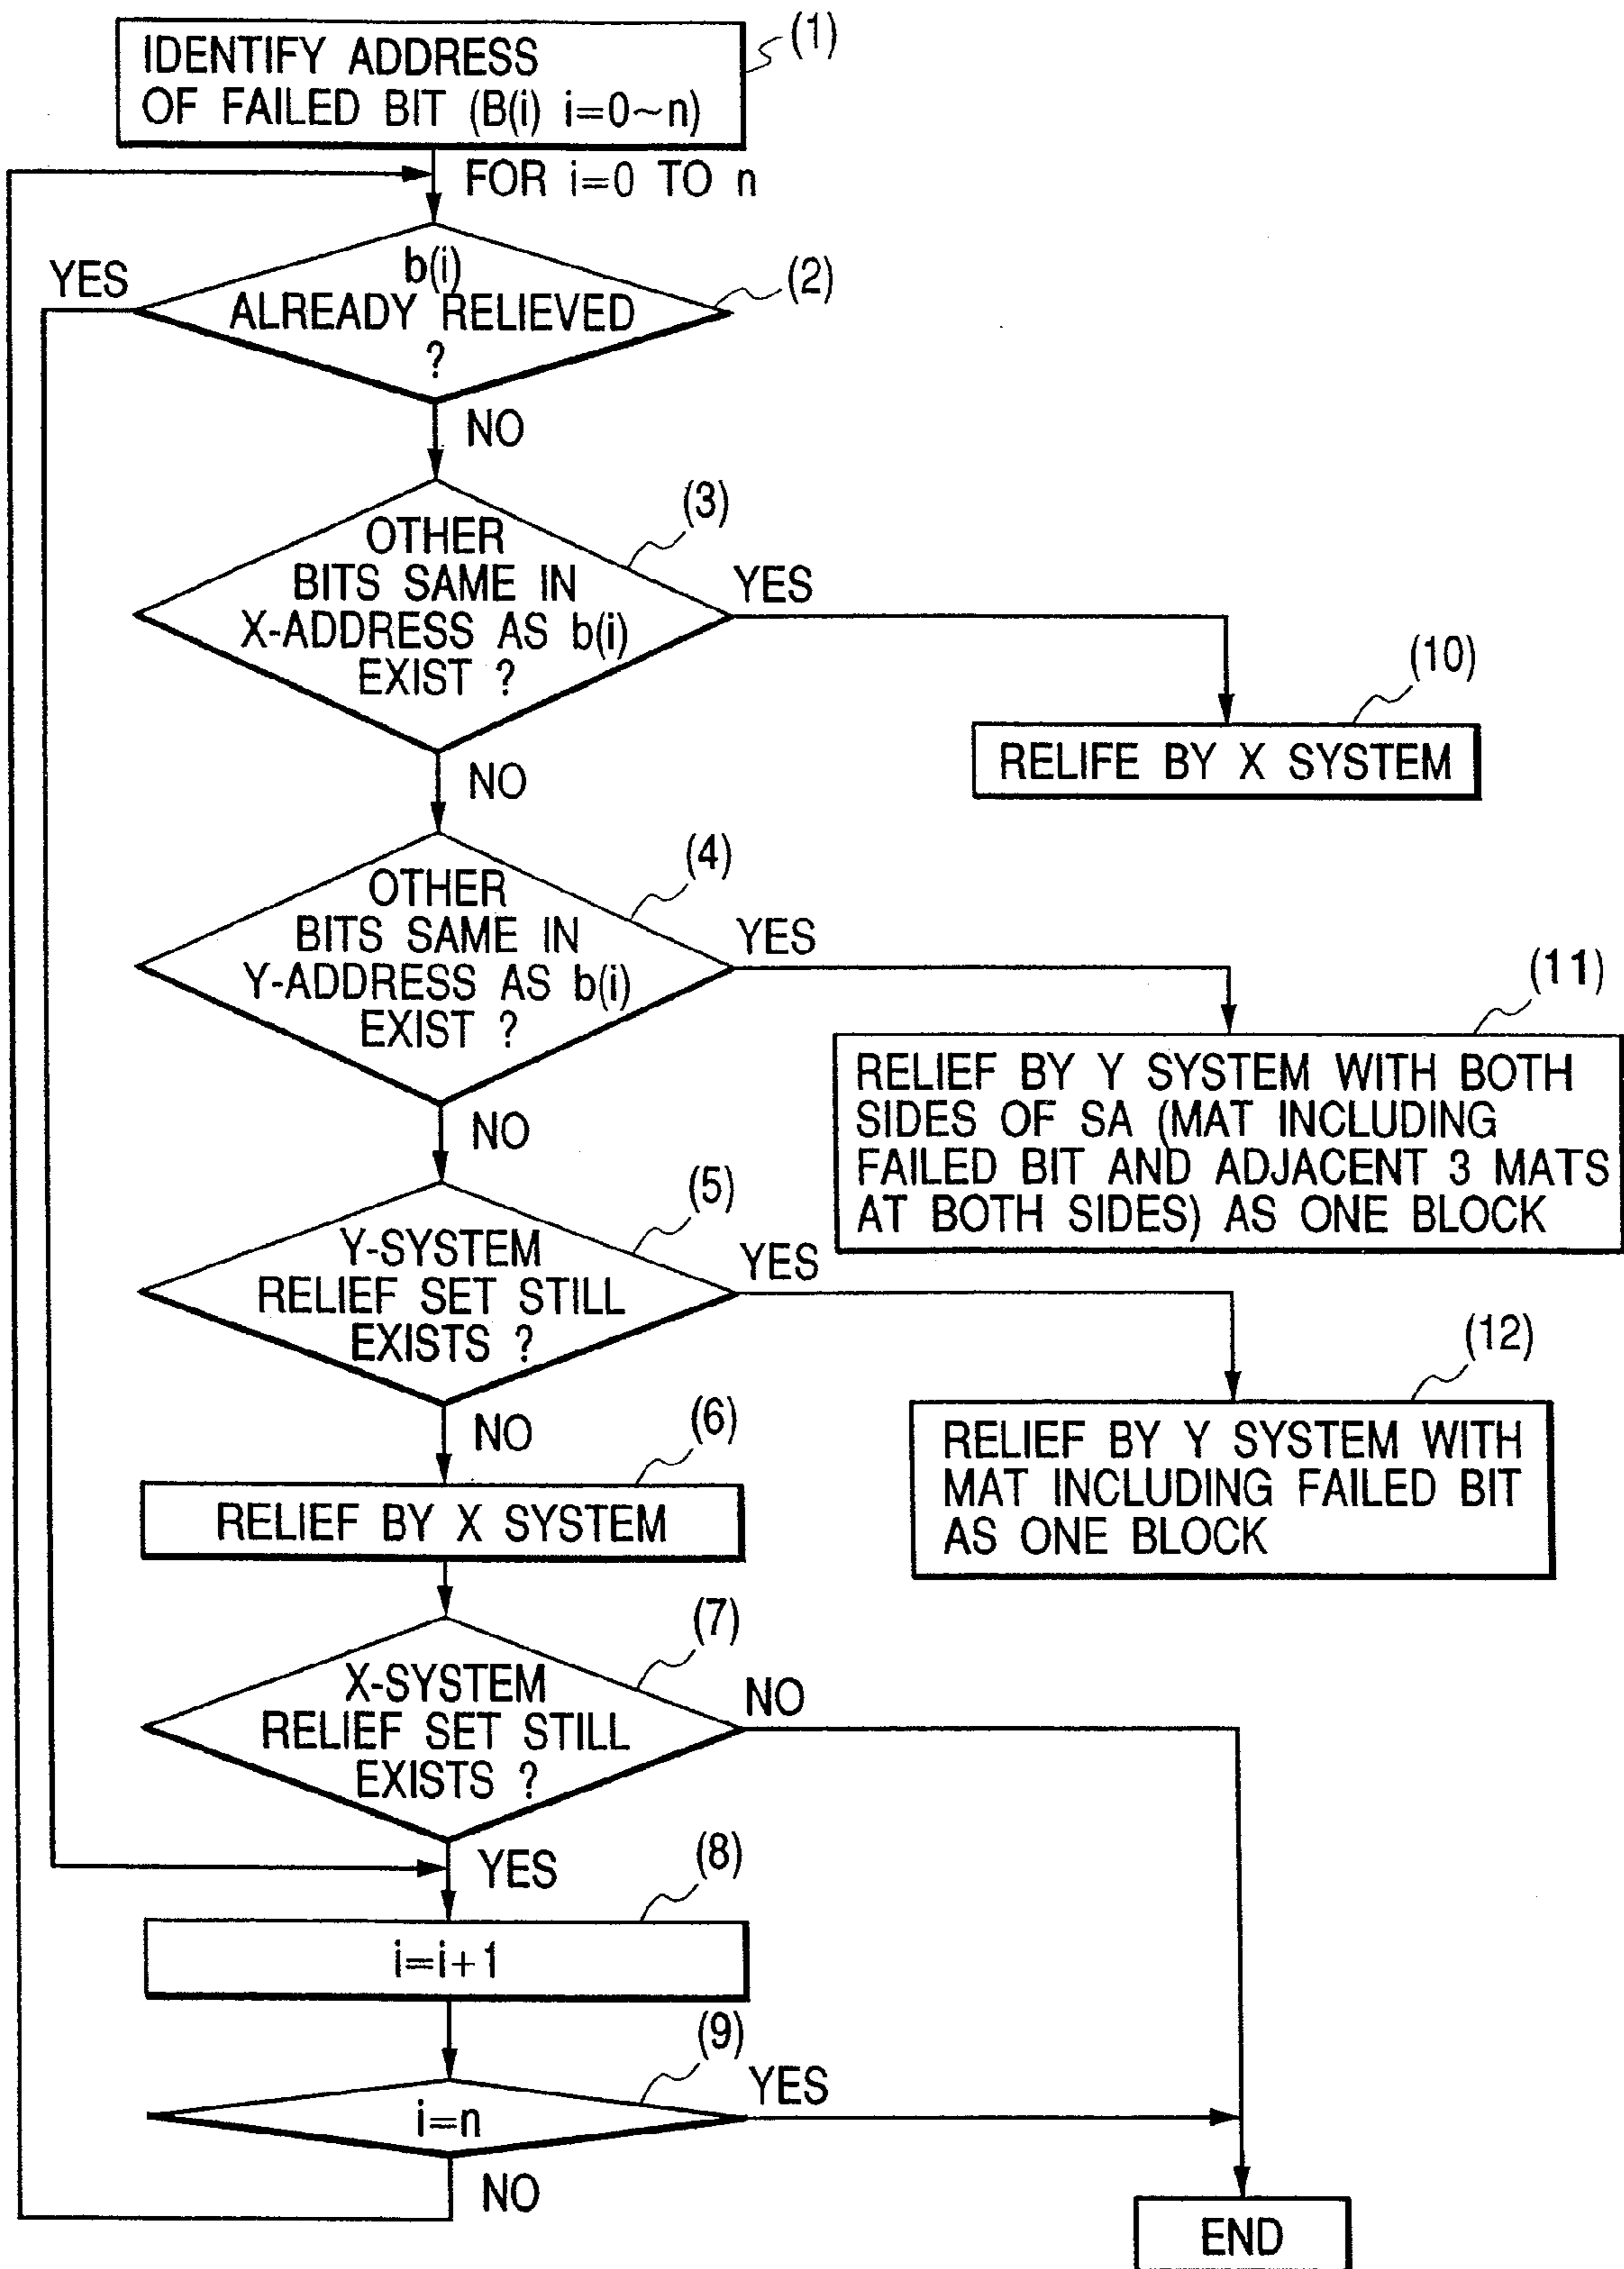 (1)
IDENTIFY ADDRESS
OF FAILED BIT (B(i) i=0~n)
FOR i=0 TO n
(2)
b(i)
ALREADY RELIEVED
?
YES
NO
(3)
OTHER
BITS SAME IN
X-ADDRESS AS b(i)
EXIST ?
YES
NO
(10)
RELIFE BY X SYSTEM
(4)
OTHER
BITS SAME IN
Y-ADDRESS AS b(i)
EXIST ?
YES
NO
(11)
RELIEF BY Y SYSTEM WITH BOTH
SIDES OF SA (MAT INCLUDING
FAILED BIT AND ADJACENT 3 MATS
AT BOTH SIDES) AS ONE BLOCK
(5)
Y-SYSTEM
RELIEF SET STILL
EXISTS ?
YES
NO
(12)
RELIEF BY Y SYSTEM WITH
MAT INCLUDING FAILED BIT
AS ONE BLOCK
(6)
RELIEF BY X SYSTEM
(7)
X-SYSTEM
RELIEF SET STILL
EXISTS ?
NO
YES
(8)
i=i+1
(9)
i=n
YES
NO
END